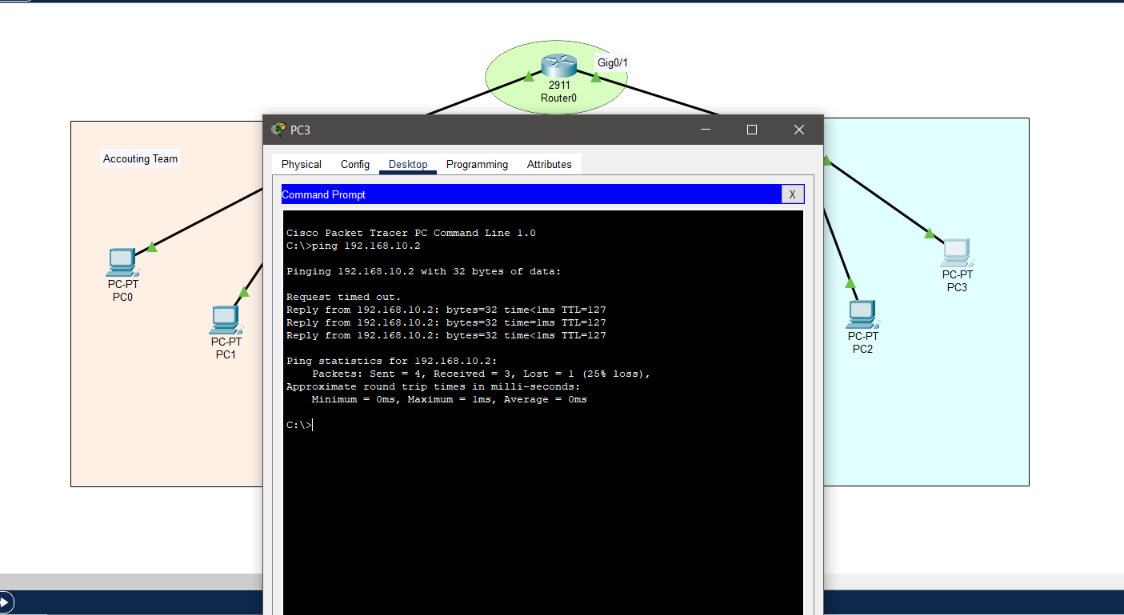 Gig0/1
2911
Router0
PC3
Physical Config Desktop Programming Attributes
Command Prompt
X
Cisco Packet Tracer PC Command Line 1.0
C:\>ping 192.168.10.2
Pinging 192.168.10.2 with 32 bytes of data:
Request timed out.
Reply from 192.168.10.2: bytes=32 time<1ms TTL=127
Reply from 192.168.10.2: bytes=32 time=1ms TTL=127
Reply from 192.168.10.2: bytes=32 time<1ms TTL=127
Ping statistics for 192.168.10.2:
Packets: Sent = 4, Received = 3, Lost = 1 (25% loss),
Approximate round trip times in milli-seconds:
Minimum = 0ms, Maximum = 1ms, Average = 0ms
C:\>
Accouting Team
PC-PT
PC0
PC-PT
PC1
PC-PT
PC3
PC-PT
PC2